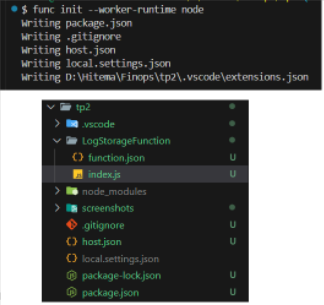 $ func init --worker-runtime node
Writing package.json
Writing .gitignore
Writing host.json
Writing local.settings.json
Writing D:\Hitema\Finops\tp2\.vscode\extensions.json
tp2
.vscode
LogStorageFunction
function.json U
index.js U
node_modules
screenshots
.gitignore U
host.json U
local.settings.json
package-lock.json U
package.json U